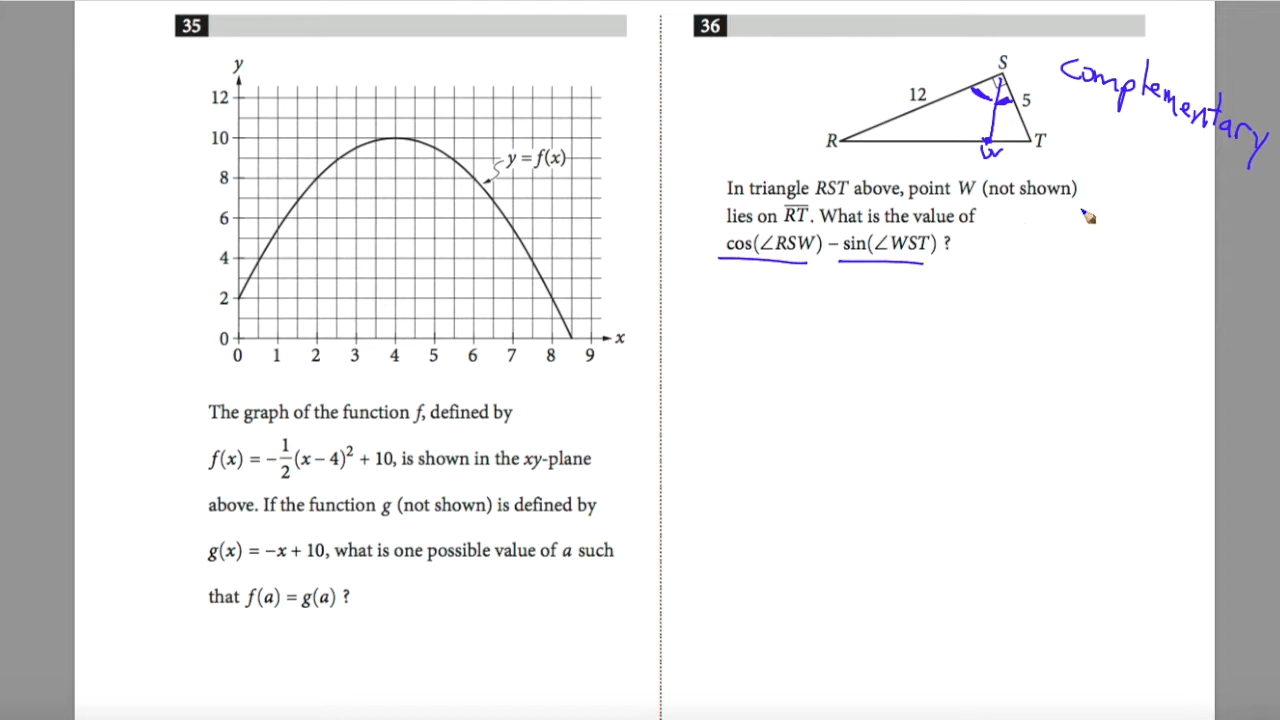 35
y
12
10
8
6
4
2
0
y = f(x)
x
0 1 2 3 4 5 6 7 8 9
The graph of the function f, defined by
f(x) = −1/2(x − 4)² + 10, is shown in the xy-plane
above. If the function g (not shown) is defined by
g(x) = −x + 10, what is one possible value of a such
that f(a) = g(a) ?
36
S
complementary
12
5
R
T
W
In triangle RST above, point W (not shown)
lies on R̅T̅. What is the value of
cos(∠RSW) − sin(∠WST) ?